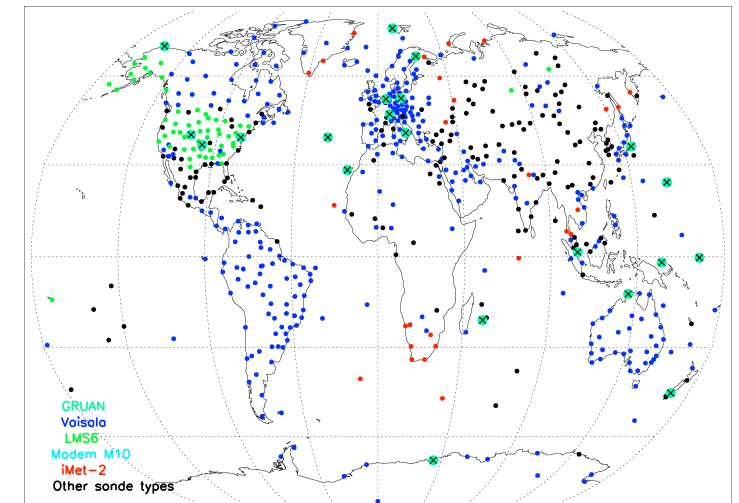 GRUAN
Vaisala
LMS6
Modem M10
iMet-2
Other sonde types